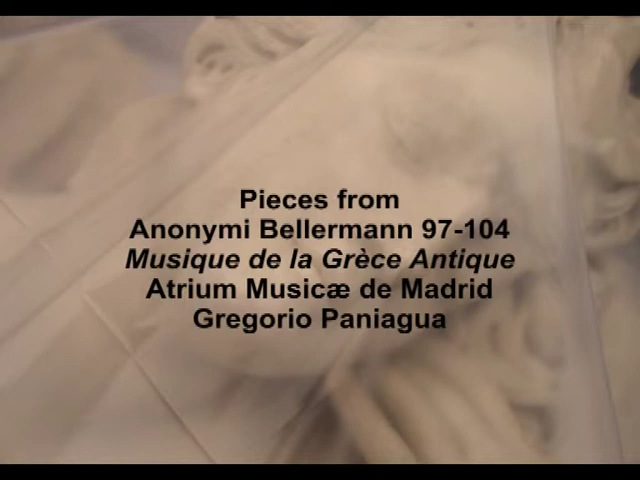 Pieces from
Anonymi Bellermann 97-104
Musique de la Grèce Antique
Atrium Musicæ de Madrid
Gregorio Paniagua